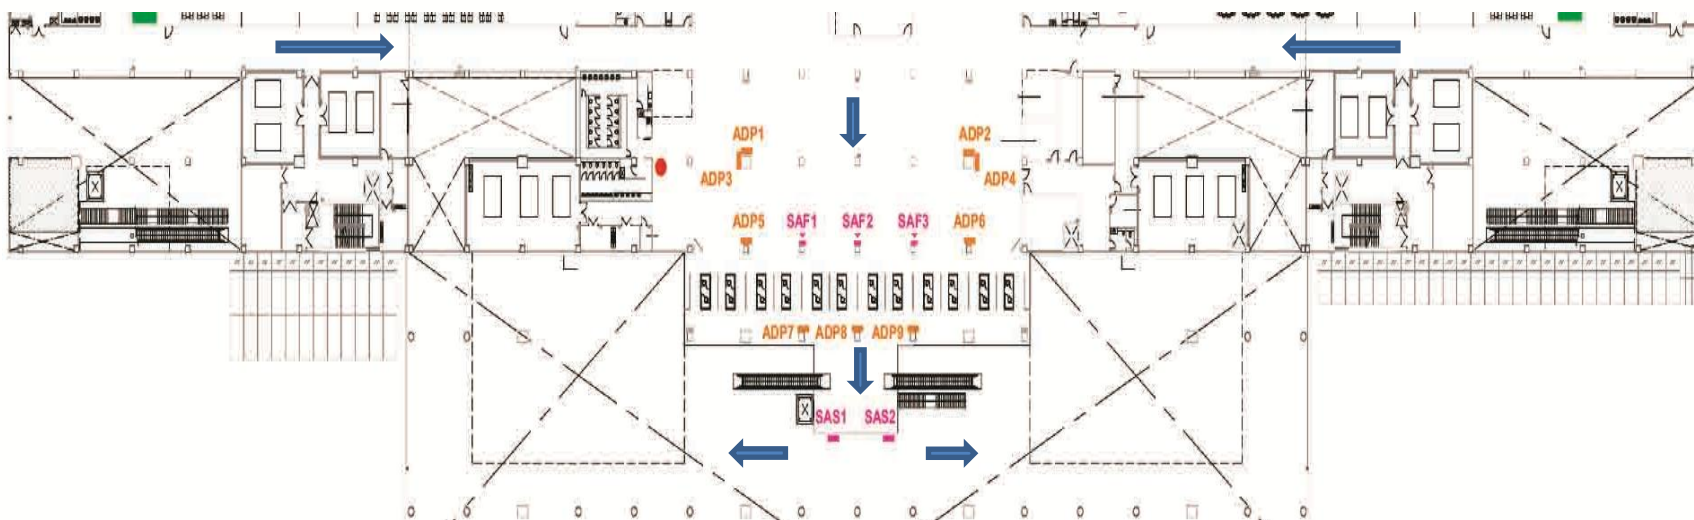 ADP1 ADP2
ADP3 ADP4
ADP5 SAF1 SAF2 SAF3 ADP6
ADP7 ADP8 ADP9
SAS1 SAS2